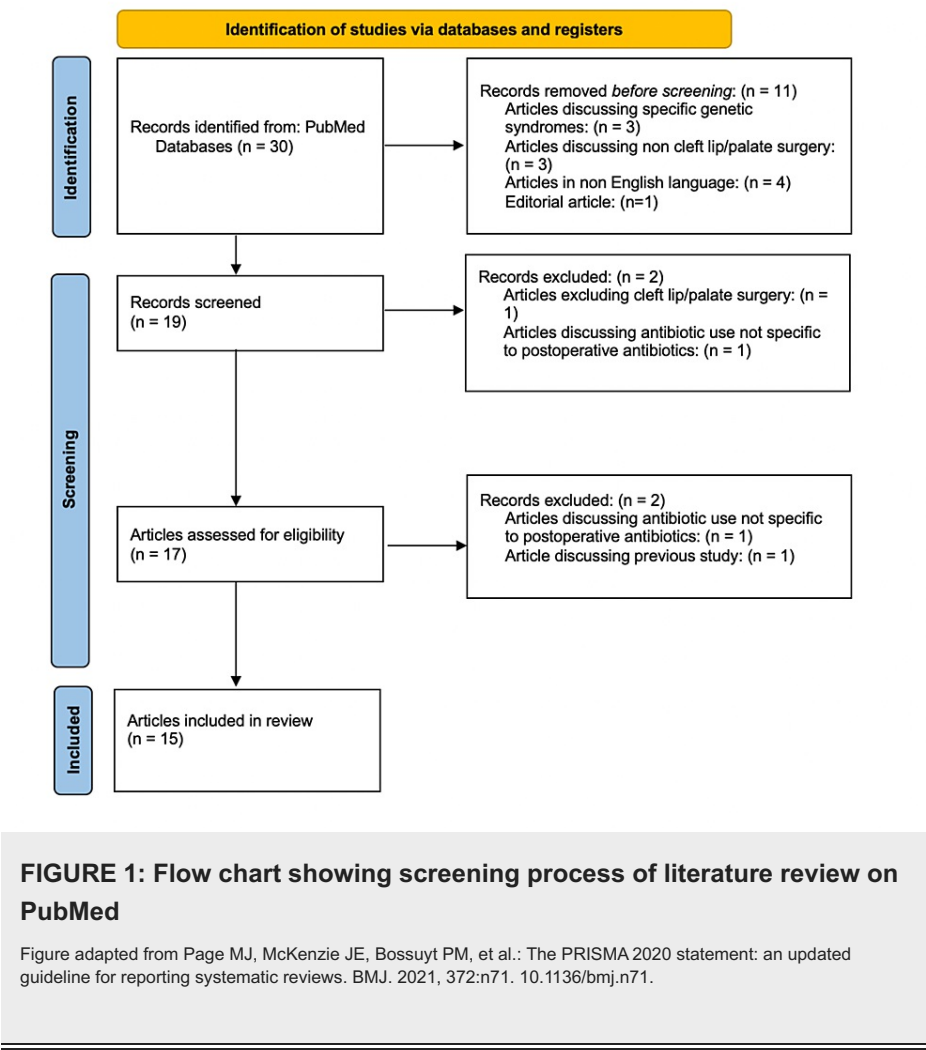 Identification of studies via databases and registers
Identification
Records identified from: PubMed
Databases (n = 30)
Records removed before screening: (n = 11)
Articles discussing specific genetic
syndromes: (n = 3)
Articles discussing non cleft lip/palate surgery:
(n = 3)
Articles in non English language: (n = 4)
Editorial article: (n=1)
Screening
Records screened
(n = 19)
Records excluded: (n = 2)
Articles excluding cleft lip/palate surgery: (n =
1)
Articles discussing antibiotic use not specific
to postoperative antibiotics: (n = 1)
Articles assessed for eligibility
(n = 17)
Records excluded: (n = 2)
Articles discussing antibiotic use not specific
to postoperative antibiotics: (n = 1)
Article discussing previous study: (n = 1)
Included
Articles included in review
(n = 15)
FIGURE 1: Flow chart showing screening process of literature review on
PubMed
Figure adapted from Page MJ, McKenzie JE, Bossuyt PM, et al.: The PRISMA 2020 statement: an updated
guideline for reporting systematic reviews. BMJ. 2021, 372:n71. 10.1136/bmj.n71.